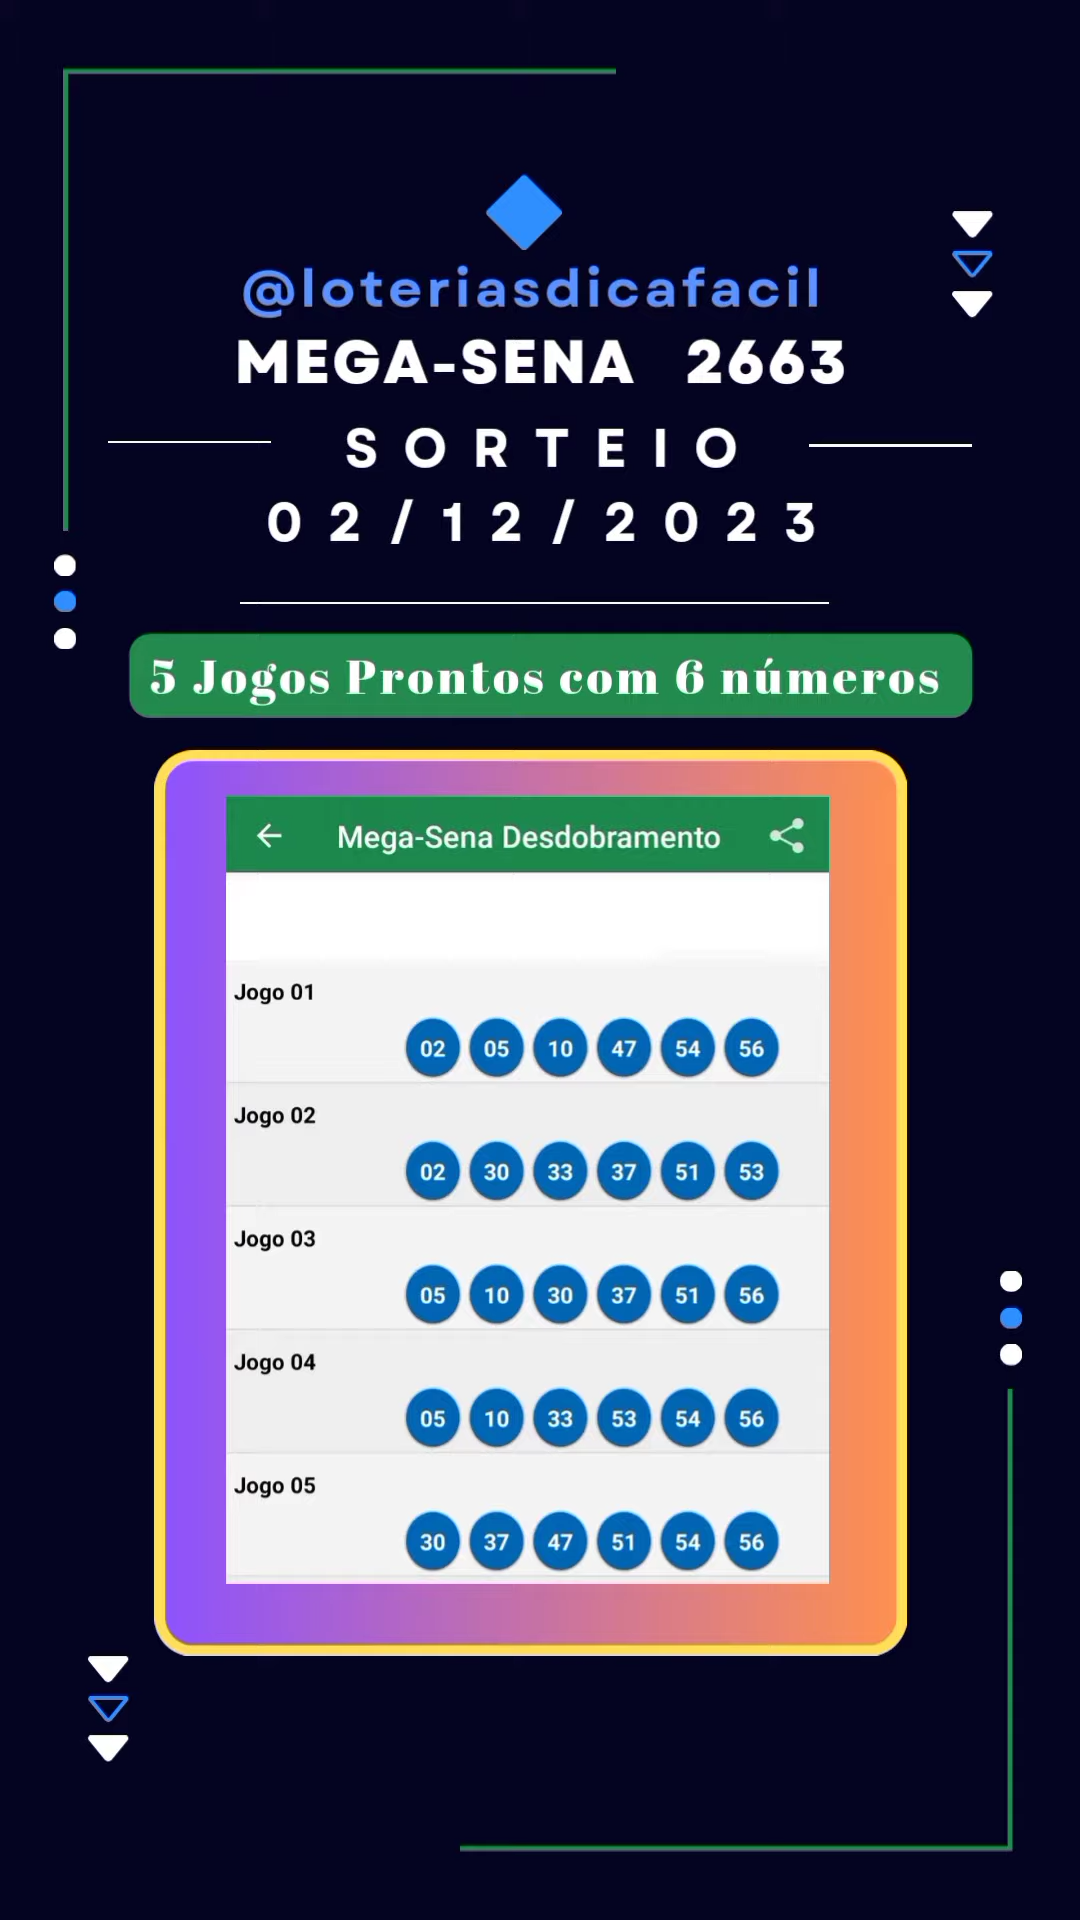 @loteriasdicafacil
MEGA-SENA 2663
SORTEIO
02/12/2023
5 Jogos Prontos com 6 números
Mega-Sena Desdobramento
Jogo 01
02 05 10 47 54 56
Jogo 02
02 30 33 37 51 53
Jogo 03
05 10 30 37 51 56
Jogo 04
05 10 33 53 54 56
Jogo 05
30 37 47 51 54 56